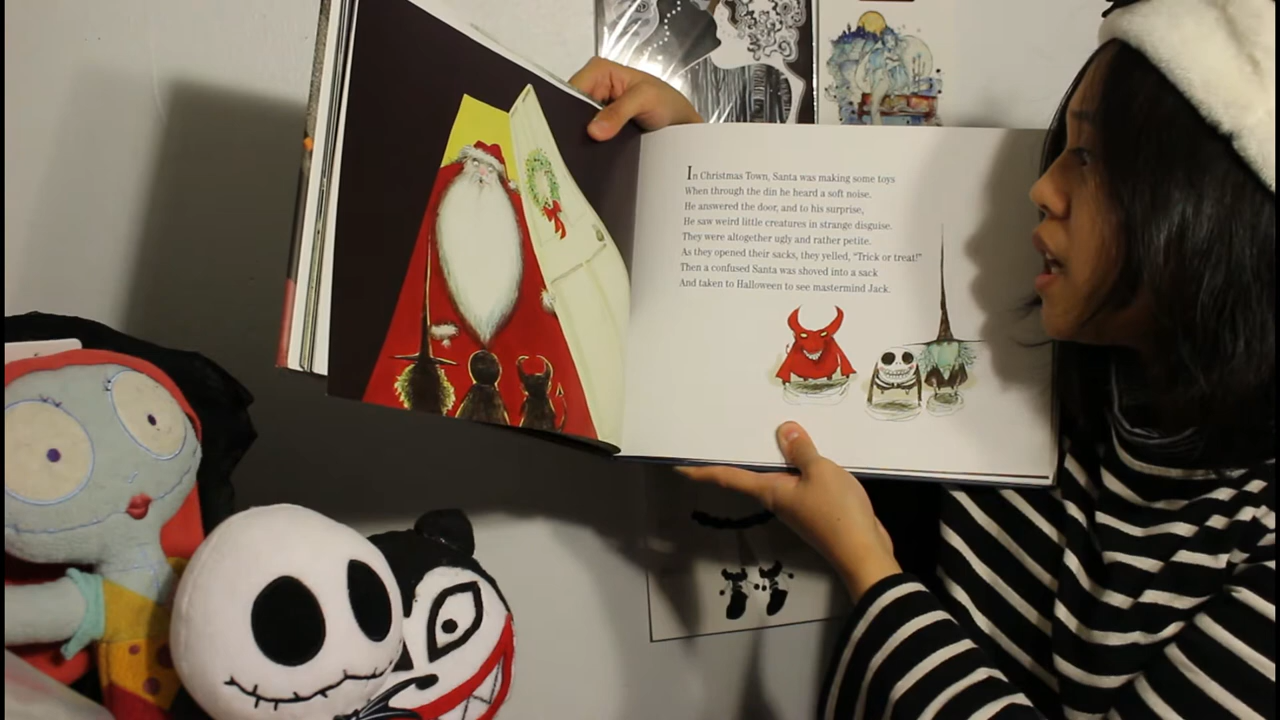 In Christmas Town, Santa was making some toys
When through the din he heard a soft noise.
He answered the door, and to his surprise,
He saw weird little creatures in strange disguise.
They were altogether ugly and rather petite.
As they opened their sacks, they yelled, "Trick or treat!"
Then a confused Santa was shoved into a sack
And taken to Halloween to see mastermind Jack.